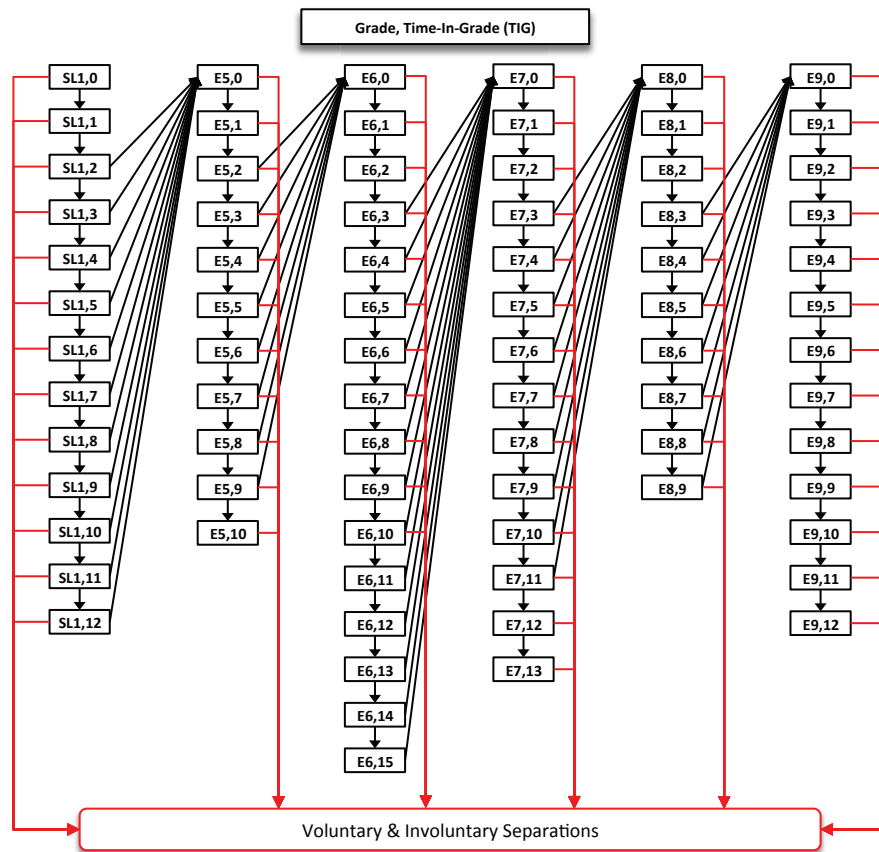 Grade, Time-In-Grade (TIG)
SL1,0 E5,0 E6,0 E7,0 E8,0 E9,0
SL1,1 E5,1 E6,1 E7,1 E8,1 E9,1
SL1,2 E5,2 E6,2 E7,2 E8,2 E9,2
SL1,3 E5,3 E6,3 E7,3 E8,3 E9,3
SL1,4 E5,4 E6,4 E7,4 E8,4 E9,4
SL1,5 E5,5 E6,5 E7,5 E8,5 E9,5
SL1,6 E5,6 E6,6 E7,6 E8,6 E9,6
SL1,7 E5,7 E6,7 E7,7 E8,7 E9,7
SL1,8 E5,8 E6,8 E7,8 E8,8 E9,8
SL1,9 E5,9 E6,9 E7,9 E8,9 E9,9
SL1,10 E5,10 E6,10 E7,10 E9,10
SL1,11 E6,11 E7,11 E9,11
SL1,12 E6,12 E7,12 E9,12
E6,13 E7,13
E6,14
E6,15
Voluntary & Involuntary Separations